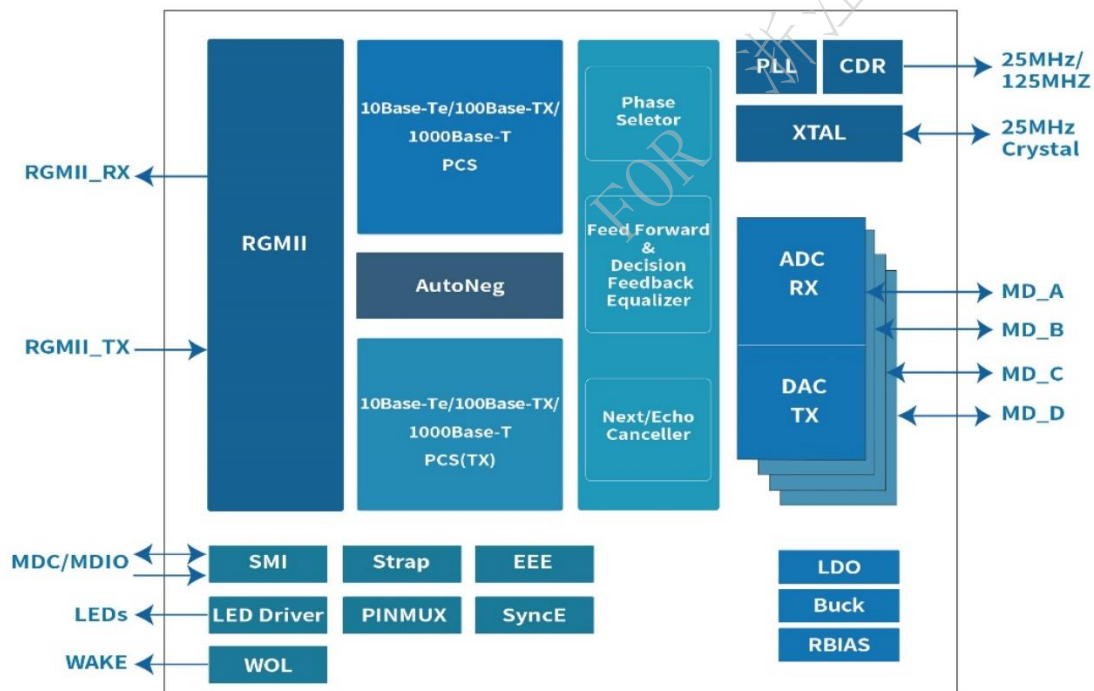 RGMII_RX
RGMII_TX
RGMII
10Base-Te/100Base-TX/
1000Base-T
PCS
AutoNeg
10Base-Te/100Base-TX/
1000Base-T
PCS(TX)
Phase
Seletor
Feed Forward
&
Decision
Feedback
Equalizer
Next/Echo
Canceller
PLL
CDR
25MHz/
125MHZ
XTAL
25MHz
Crystal
ADC
RX
DAC
TX
MD_A
MD_B
MD_C
MD_D
MDC/MDIO
SMI
Strap
EEE
LEDs
LED Driver
PINMUX
SyncE
WAKE
WOL
LDO
Buck
RBIAS
FOR
浙